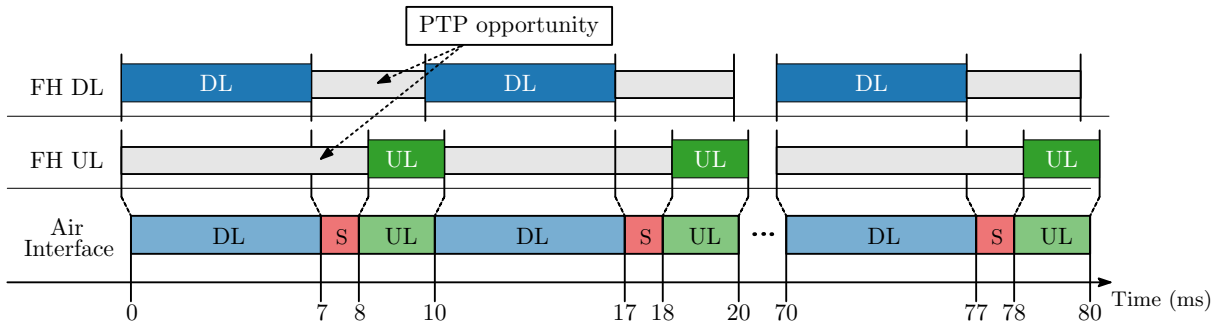 PTP opportunity
FH DL
DL
DL
DL
FH UL
UL
UL
UL
Air
Interface
DL
S
UL
DL
S
UL
...
DL
S
UL
0
7
8
10
17
18
20
70
77
78
80
Time (ms)